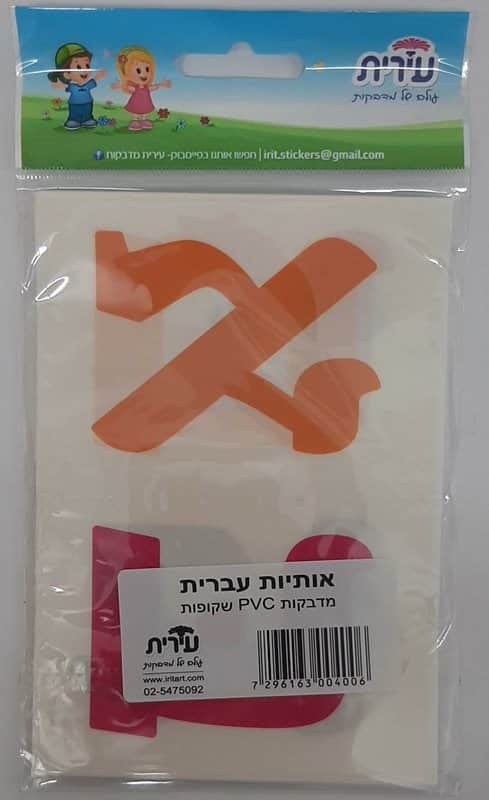 עירית
עולם של מדבקות
חפשו אותנו בפייסבוק- עירית מדבקות | irit.stickers@gmail.com
א
אותיות עברית
מדבקות PVC שקופות
עירית
עולם של מדבקות
www.iritart.com
02-5475092
7 296163 004006